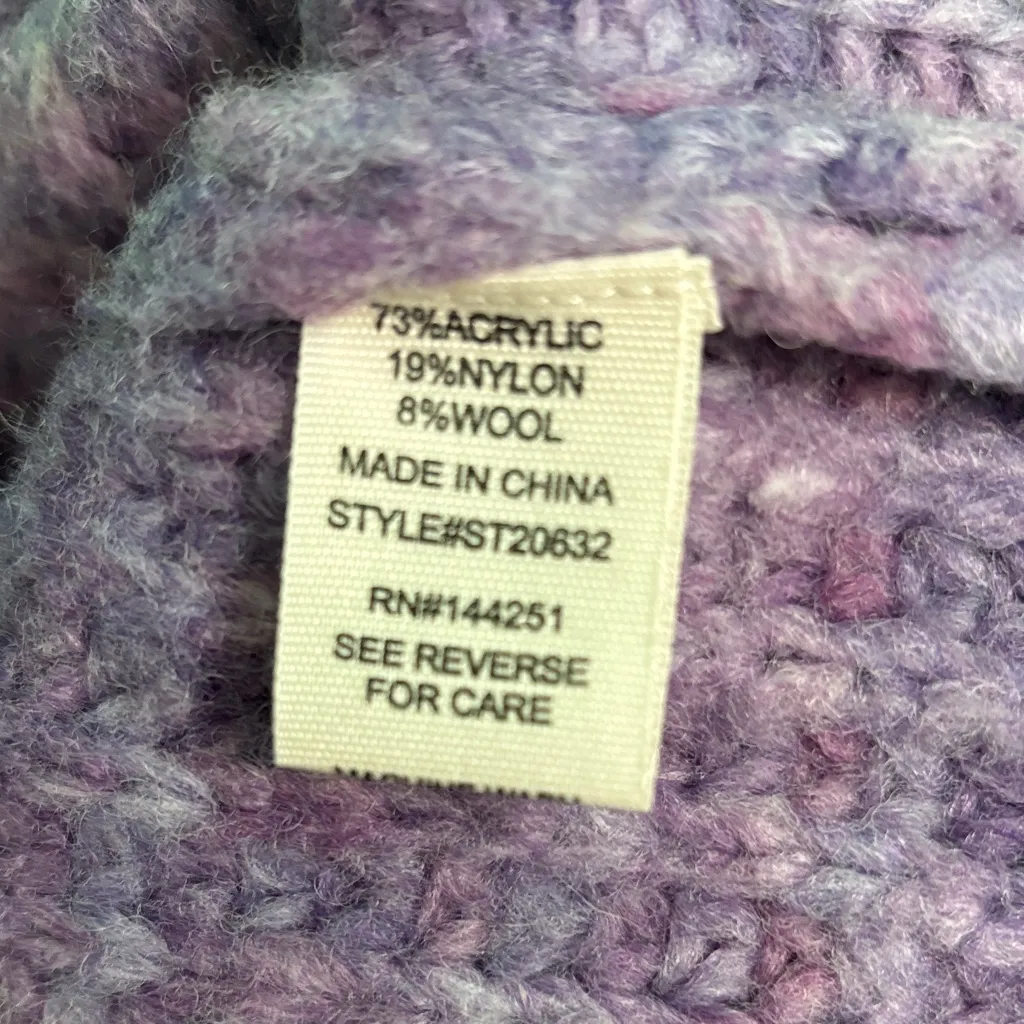 73%ACRYLIC
19%NYLON
8%WOOL
MADE IN CHINA
STYLE#ST20632
RN#144251
SEE REVERSE
FOR CARE